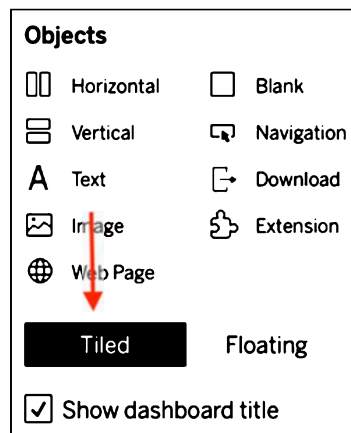 Objects
Horizontal
Blank
Vertical
Navigation
Text
Download
Image
Extension
Web Page
Tiled
Floating
Show dashboard title